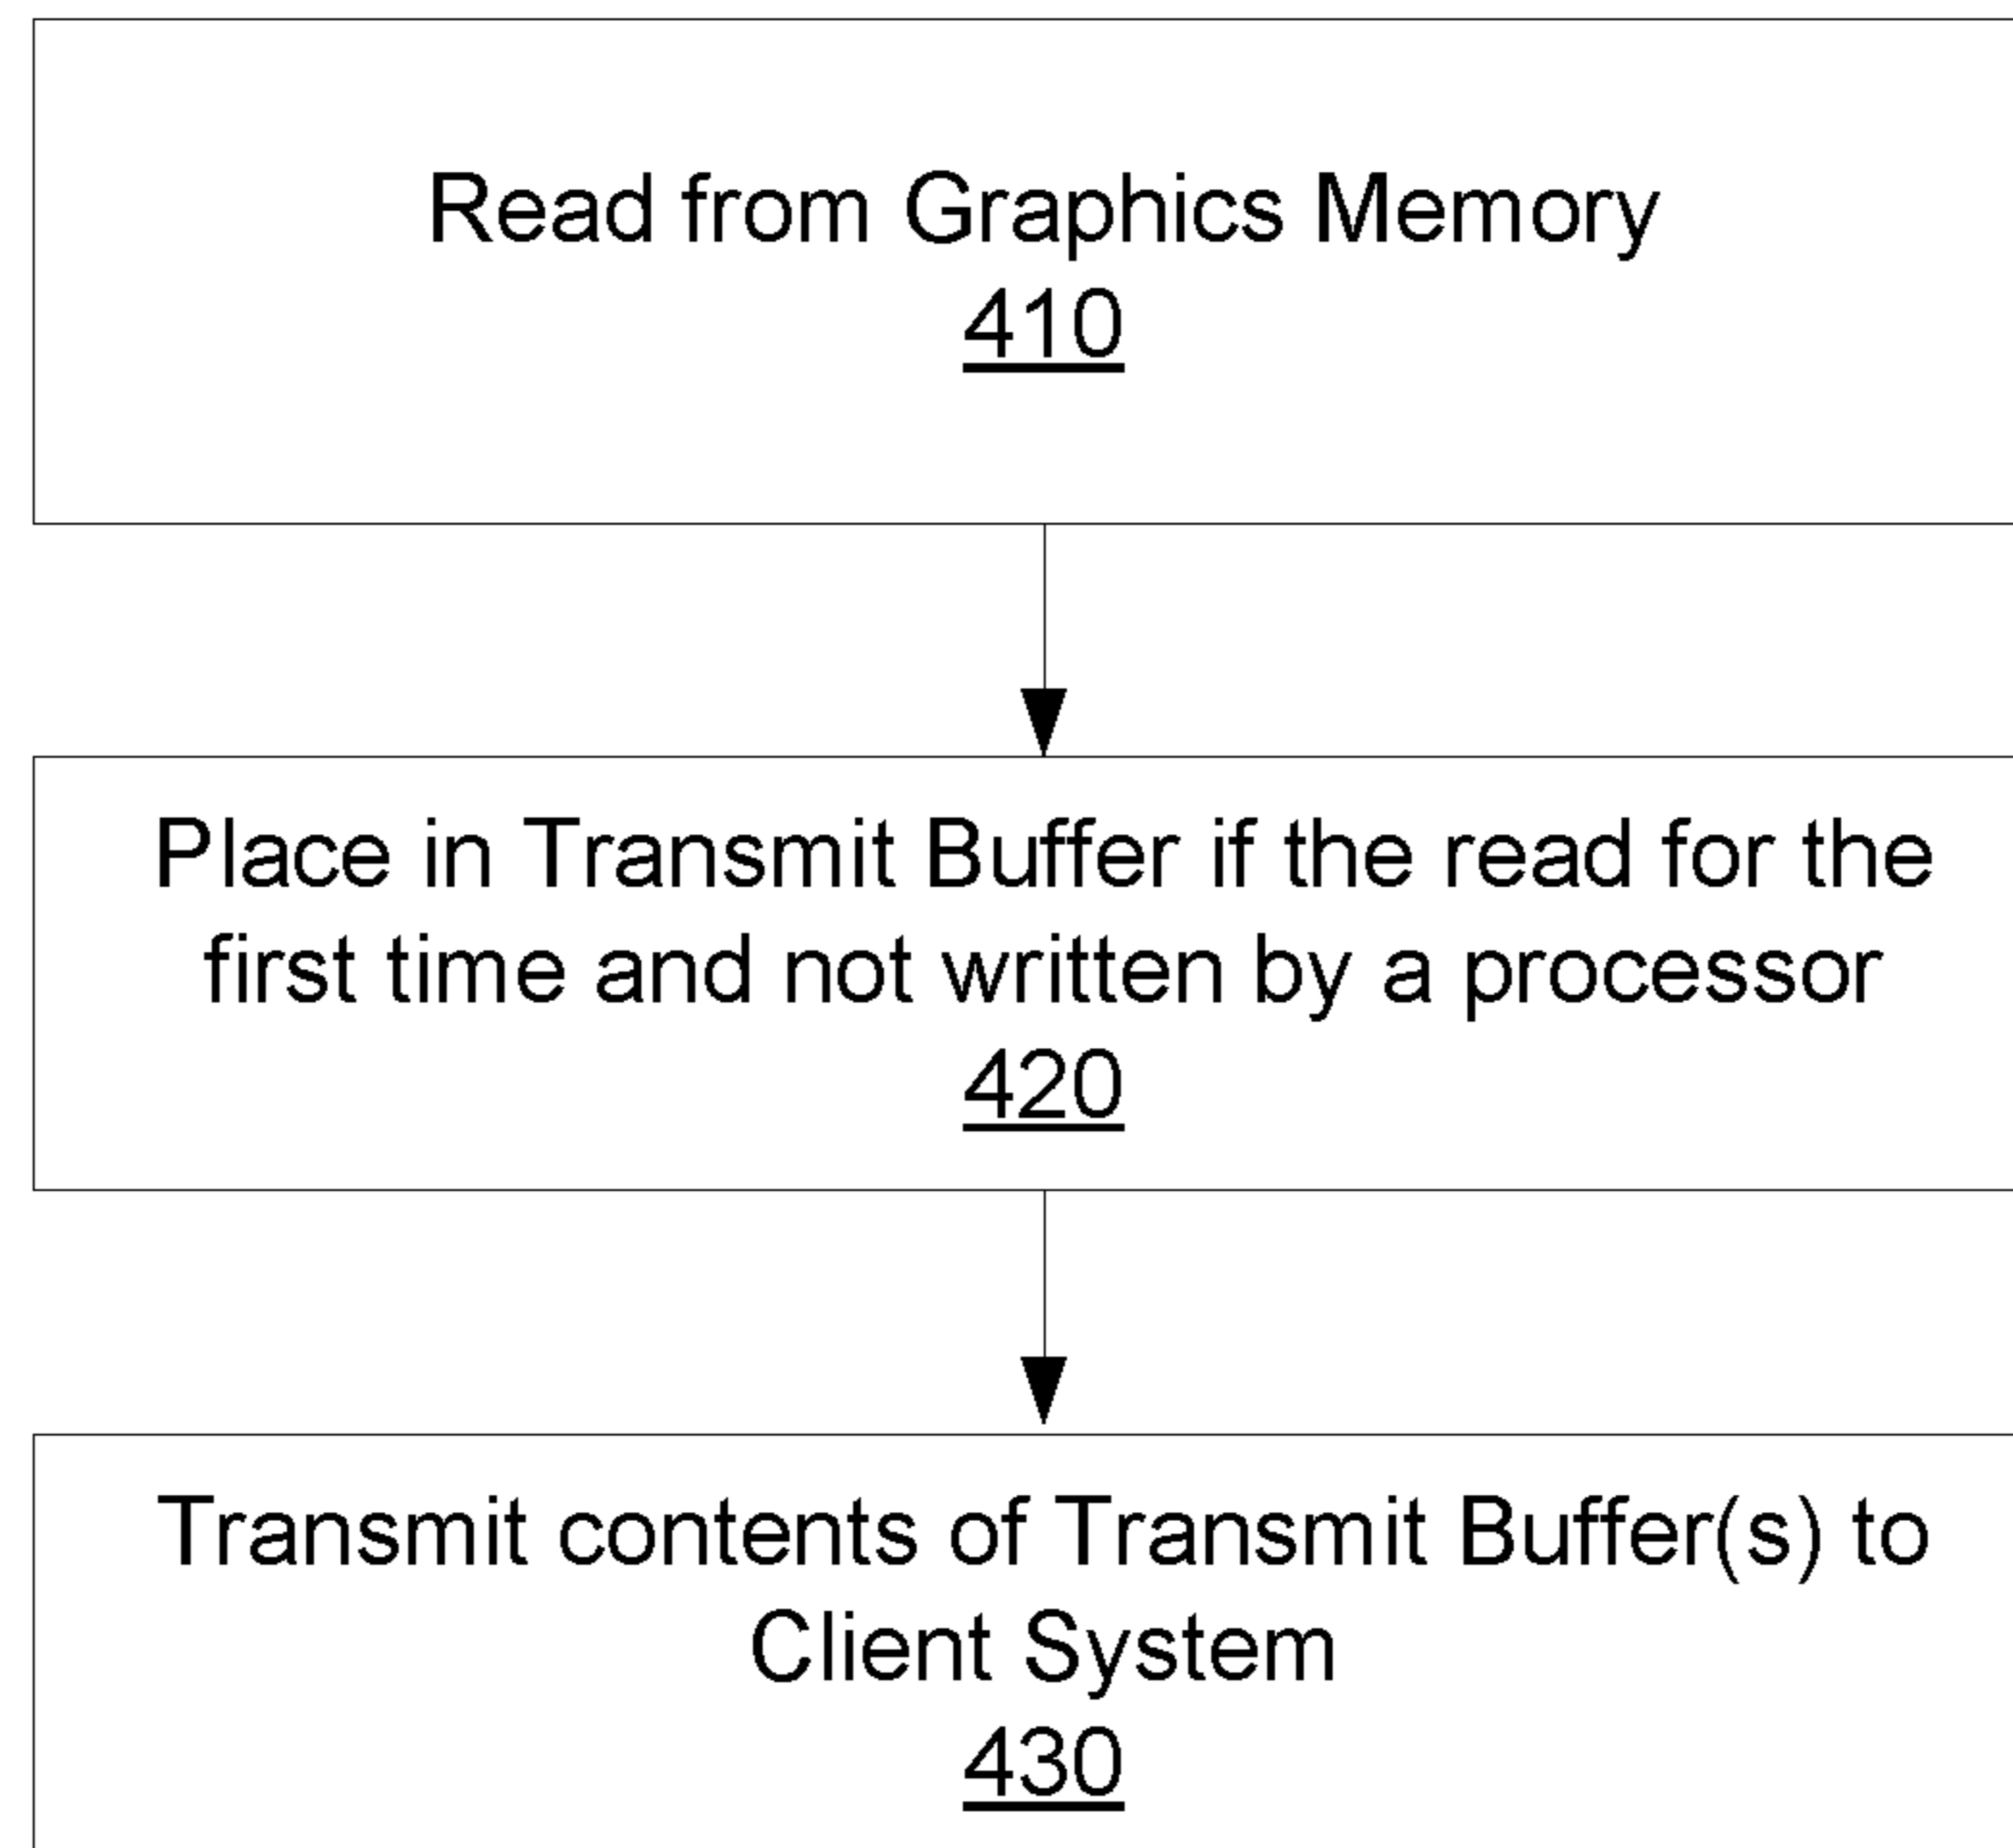 Read from Graphics Memory
410
Place in Transmit Buffer if the read for the
first time and not written by a processor
420
Transmit contents of Transmit Buffer(s) to
Client System
430